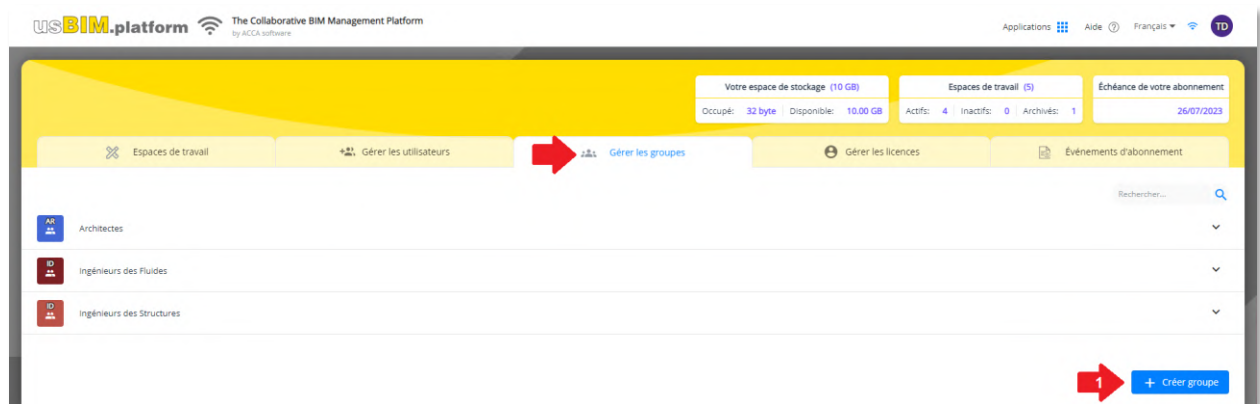 usBIM.platform
The Collaborative BIM Management Platform
by ACCA software
Applications Aide ? Français TD
Votre espace de stockage (10 GB) Espaces de travail (5) Échéance de votre abonnement
Occupé: 32 byte Disponible: 10.00 GB Actifs: 4 Inactifs: 0 Archivés: 1 26/07/2023
Espaces de travail Gérer les utilisateurs Gérer les groupes Gérer les licences Événements d'abonnement
Rechercher...
AR Architectes
ID Ingénieurs des Fluides
ID Ingénieurs des Structures
1 + Créer groupe